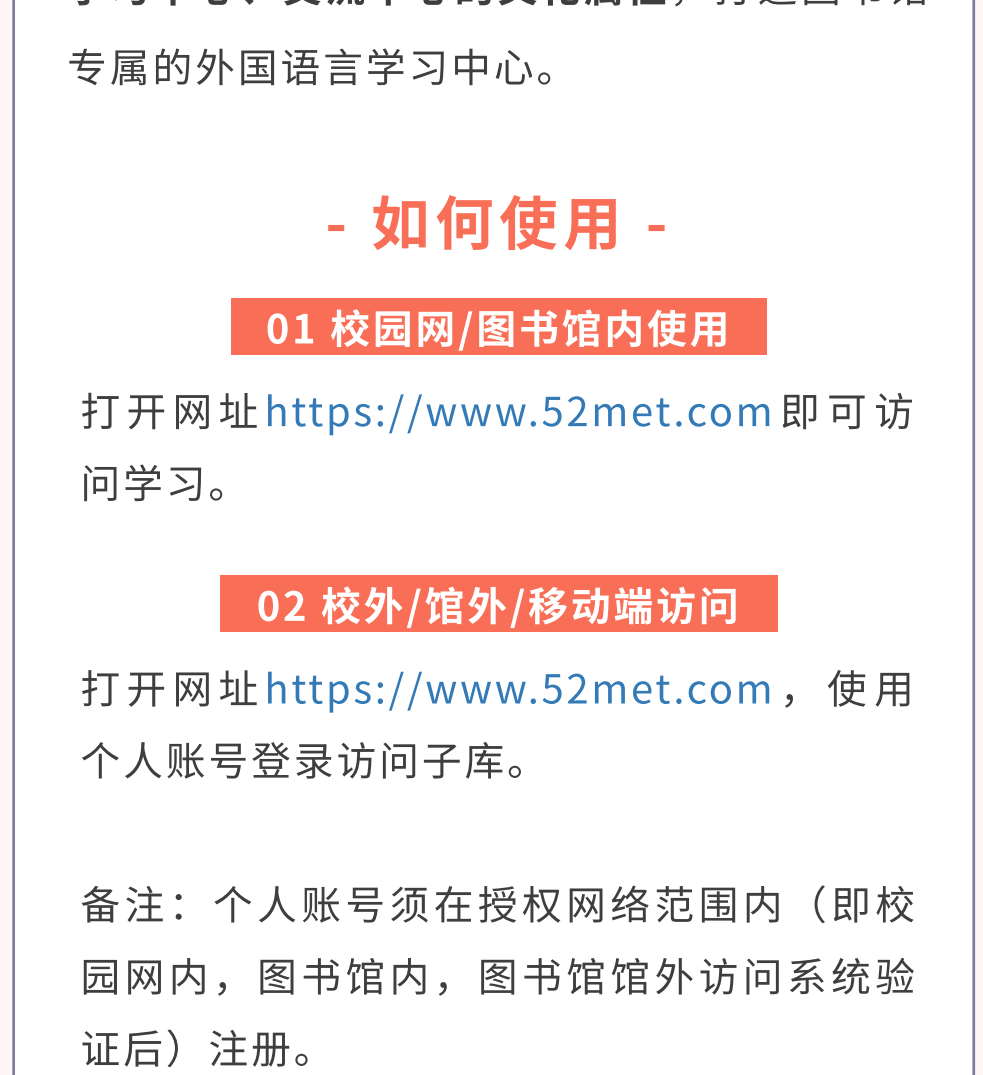 专属的外国语言学习中心。
- 如何使用 -
01 校园网/图书馆内使用
打开网址https://www.52met.com即可访
问学习。
02 校外/馆外/移动端访问
打开网址https://www.52met.com，使用
个人账号登录访问子库。
备注：个人账号须在授权网络范围内（即校
园网内，图书馆内，图书馆馆外访问系统验
证后）注册。